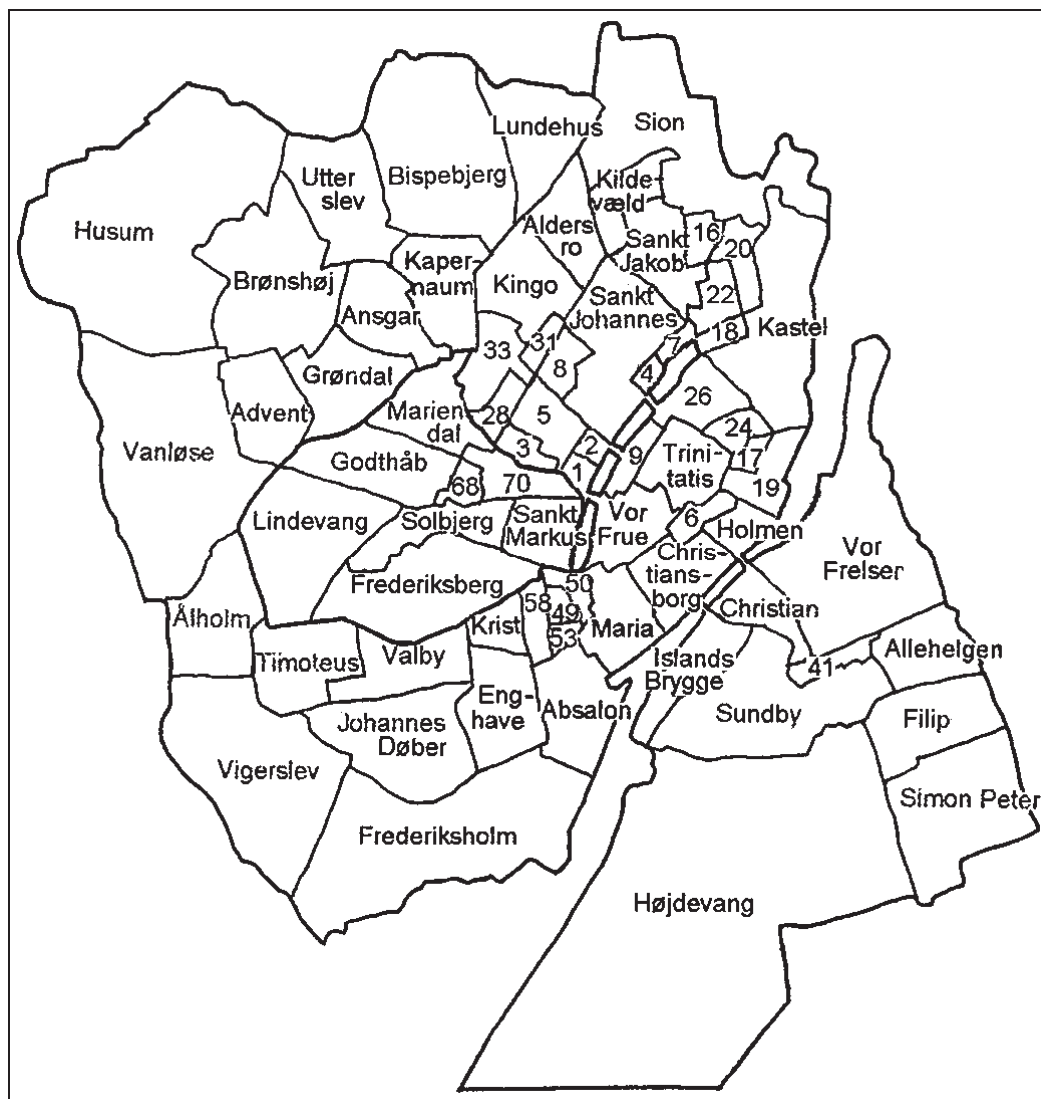 Lundehus
Sion
Bispebjerg
Utter
slev
Kilde-
væld
Husum
Alders
ro
Sankt
Jakob
16
20
Brønshøj
Kaper-
naum
Kingo
Sankt
Johannes
22
Ansgar
Kastel
18
33
31
7
8
4
Grøndal
26
Advent
Marien
dal
28
5
24
Vanløse
Godthåb
3
2
9
Trini-
tatis
17
68
70
1
19
Lindevang
Solbjerg
Sankt
Markus
Vor
Frue
6
Holmen
Chris-
tians-
borg
Vor
Frelser
Frederiksberg
50
58
49
53
Christian
Ålholm
Krist
Maria
Timoteus
Valby
Islands
Brygge
41
Allehelgen
Eng-
have
Absalon
Sundby
Filip
Johannes
Døber
Vigerslev
Simon Peter
Frederiksholm
Højdevang